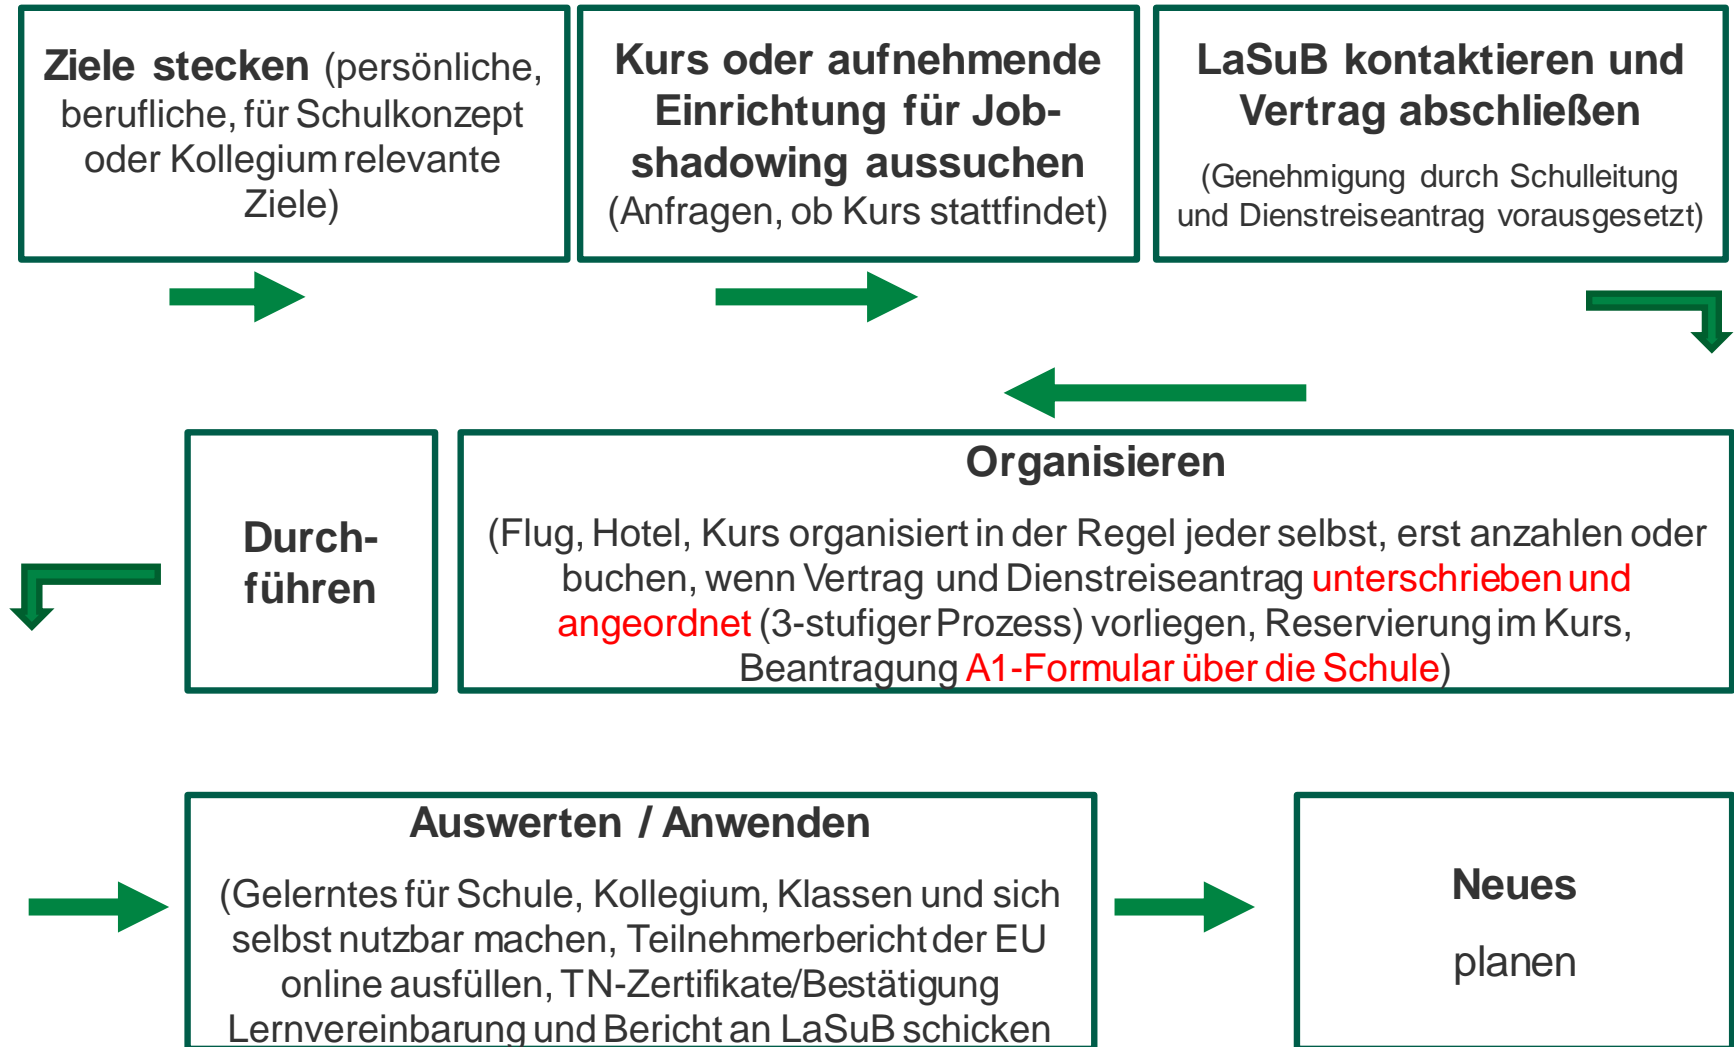 Ziele stecken (persönliche,
berufliche, für Schulkonzept
oder Kollegium relevante
Ziele)
Kurs oder aufnehmende
Einrichtung für Job-
shadowing aussuchen
(Anfragen, ob Kurs stattfindet)
LaSuB kontaktieren und
Vertrag abschließen
(Genehmigung durch Schulleitung
und Dienstreiseantrag vorausgesetzt)
Organisieren
(Flug, Hotel, Kurs organisiert in der Regel jeder selbst, erst anzahlen oder
buchen, wenn Vertrag und Dienstreiseantrag unterschrieben und
angeordnet (3-stufiger Prozess) vorliegen, Reservierung im Kurs,
Beantragung A1-Formular über die Schule)
Durch-
führen
Auswerten / Anwenden
(Gelerntes für Schule, Kollegium, Klassen und sich
selbst nutzbar machen, Teilnehmerbericht der EU
online ausfüllen, TN-Zertifikate/Bestätigung
Lernvereinbarung und Bericht an LaSuB schicken
Neues
planen